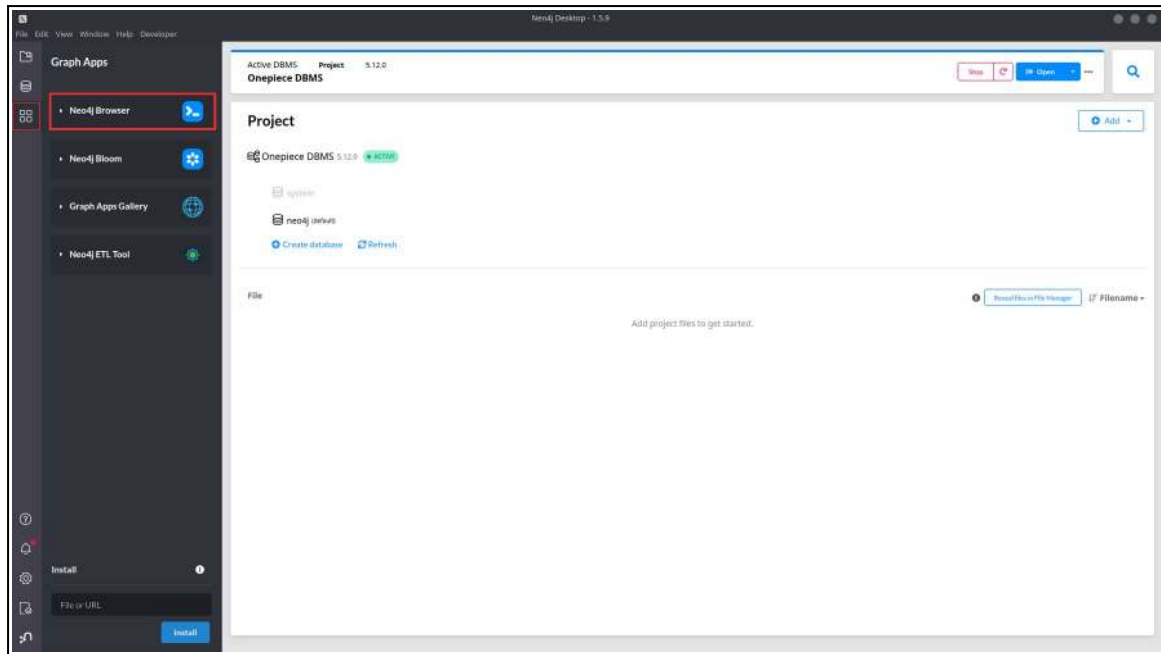 Neo4j Desktop - 1.5.9
File Edit View Window Help Developer
Graph Apps
Neo4j Browser
Neo4j Bloom
Graph Apps Gallery
Neo4j ETL Tool
Install
File or URL
Install
Active DBMS Project 5.12.0
Onepiece DBMS
Stop Open
Project
Add
Onepiece DBMS 5.12.0 ACTIVE
system
neo4j (default)
Create database Refresh
File
Reveal files in File Manager Filename
Add project files to get started.